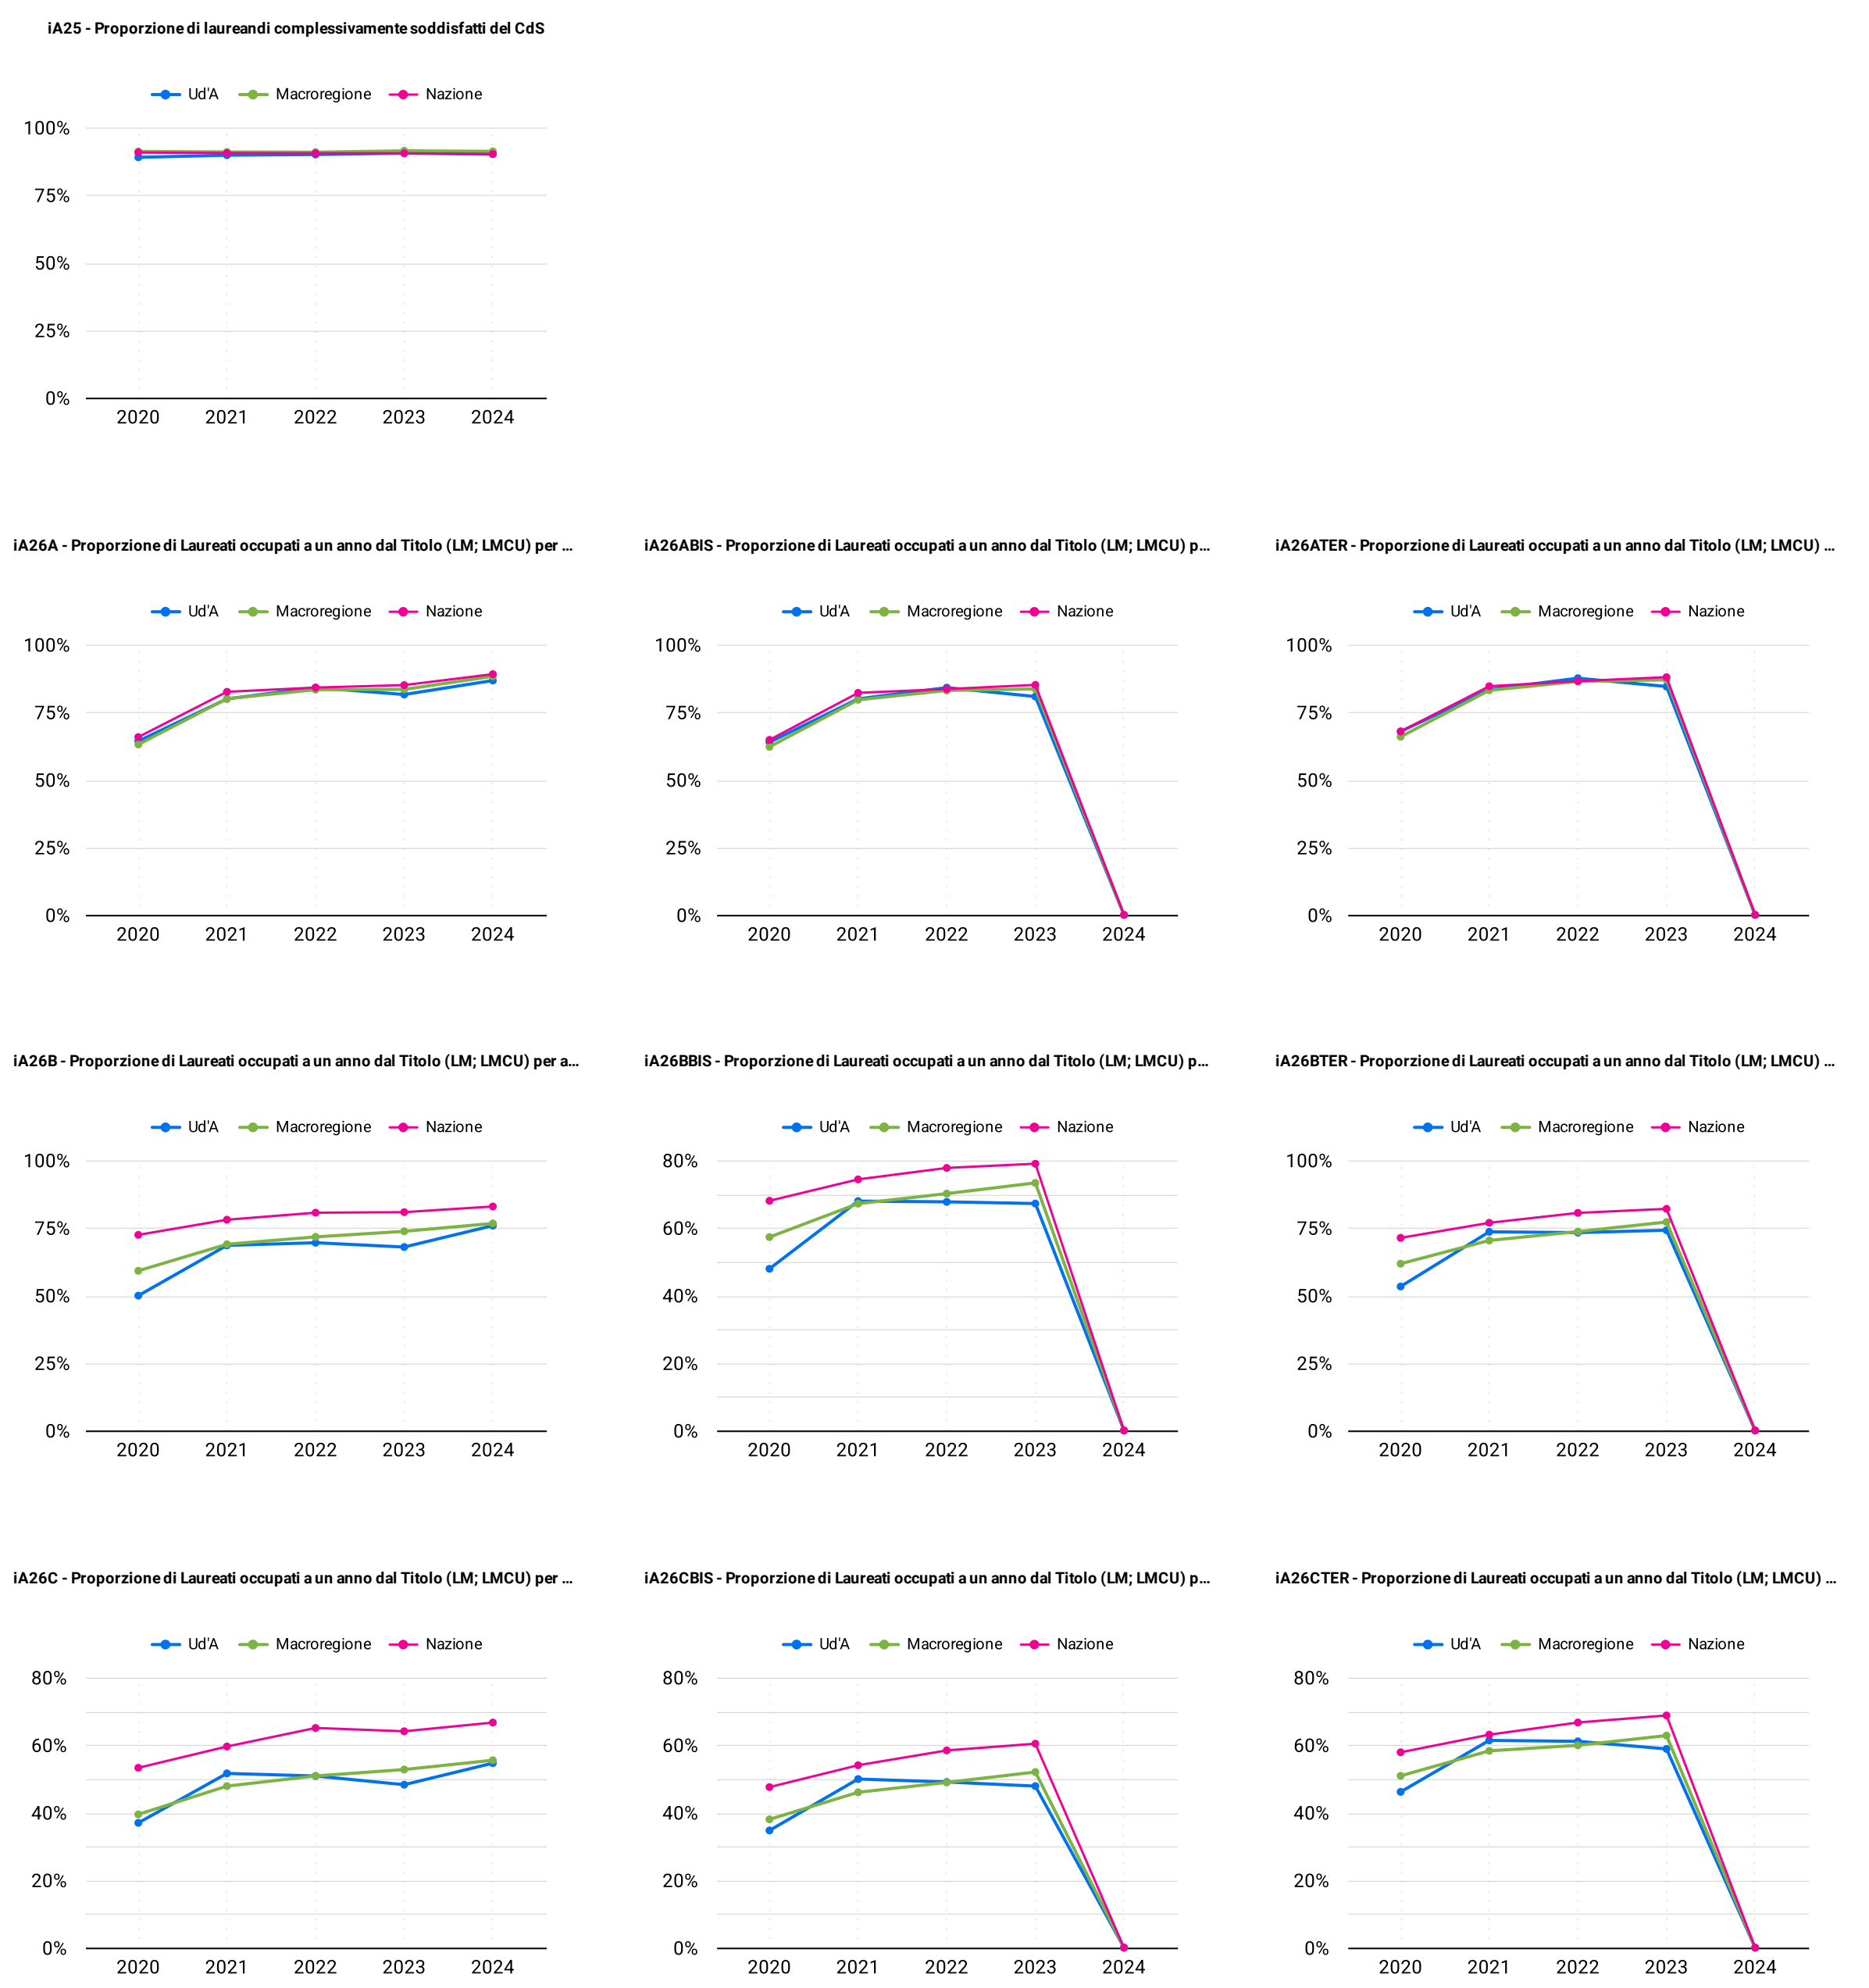 iA25 - Proporzione di laureandi complessivamente soddisfatti del CdS
Ud'A Macroregione Nazione
100%
75%
50%
25%
0%
2020 2021 2022 2023 2024
iA26A - Proporzione di Laureati occupati a un anno dal Titolo (LM; LMCU) per ...
Ud'A Macroregione Nazione
100%
75%
50%
25%
0%
2020 2021 2022 2023 2024
iA26ABIS - Proporzione di Laureati occupati a un anno dal Titolo (LM; LMCU) p...
Ud'A Macroregione Nazione
100%
75%
50%
25%
0%
2020 2021 2022 2023 2024
iA26ATER - Proporzione di Laureati occupati a un anno dal Titolo (LM; LMCU) ...
Ud'A Macroregione Nazione
100%
75%
50%
25%
0%
2020 2021 2022 2023 2024
iA26B - Proporzione di Laureati occupati a un anno dal Titolo (LM; LMCU) per a...
Ud'A Macroregione Nazione
100%
75%
50%
25%
0%
2020 2021 2022 2023 2024
iA26BBIS - Proporzione di Laureati occupati a un anno dal Titolo (LM; LMCU) p...
Ud'A Macroregione Nazione
80%
60%
40%
20%
0%
2020 2021 2022 2023 2024
iA26BTER - Proporzione di Laureati occupati a un anno dal Titolo (LM; LMCU) ...
Ud'A Macroregione Nazione
100%
75%
50%
25%
0%
2020 2021 2022 2023 2024
iA26C - Proporzione di Laureati occupati a un anno dal Titolo (LM; LMCU) per ...
Ud'A Macroregione Nazione
80%
60%
40%
20%
0%
2020 2021 2022 2023 2024
iA26CBIS - Proporzione di Laureati occupati a un anno dal Titolo (LM; LMCU) p...
Ud'A Macroregione Nazione
80%
60%
40%
20%
0%
2020 2021 2022 2023 2024
iA26CTER - Proporzione di Laureati occupati a un anno dal Titolo (LM; LMCU) ...
Ud'A Macroregione Nazione
80%
60%
40%
20%
0%
2020 2021 2022 2023 2024